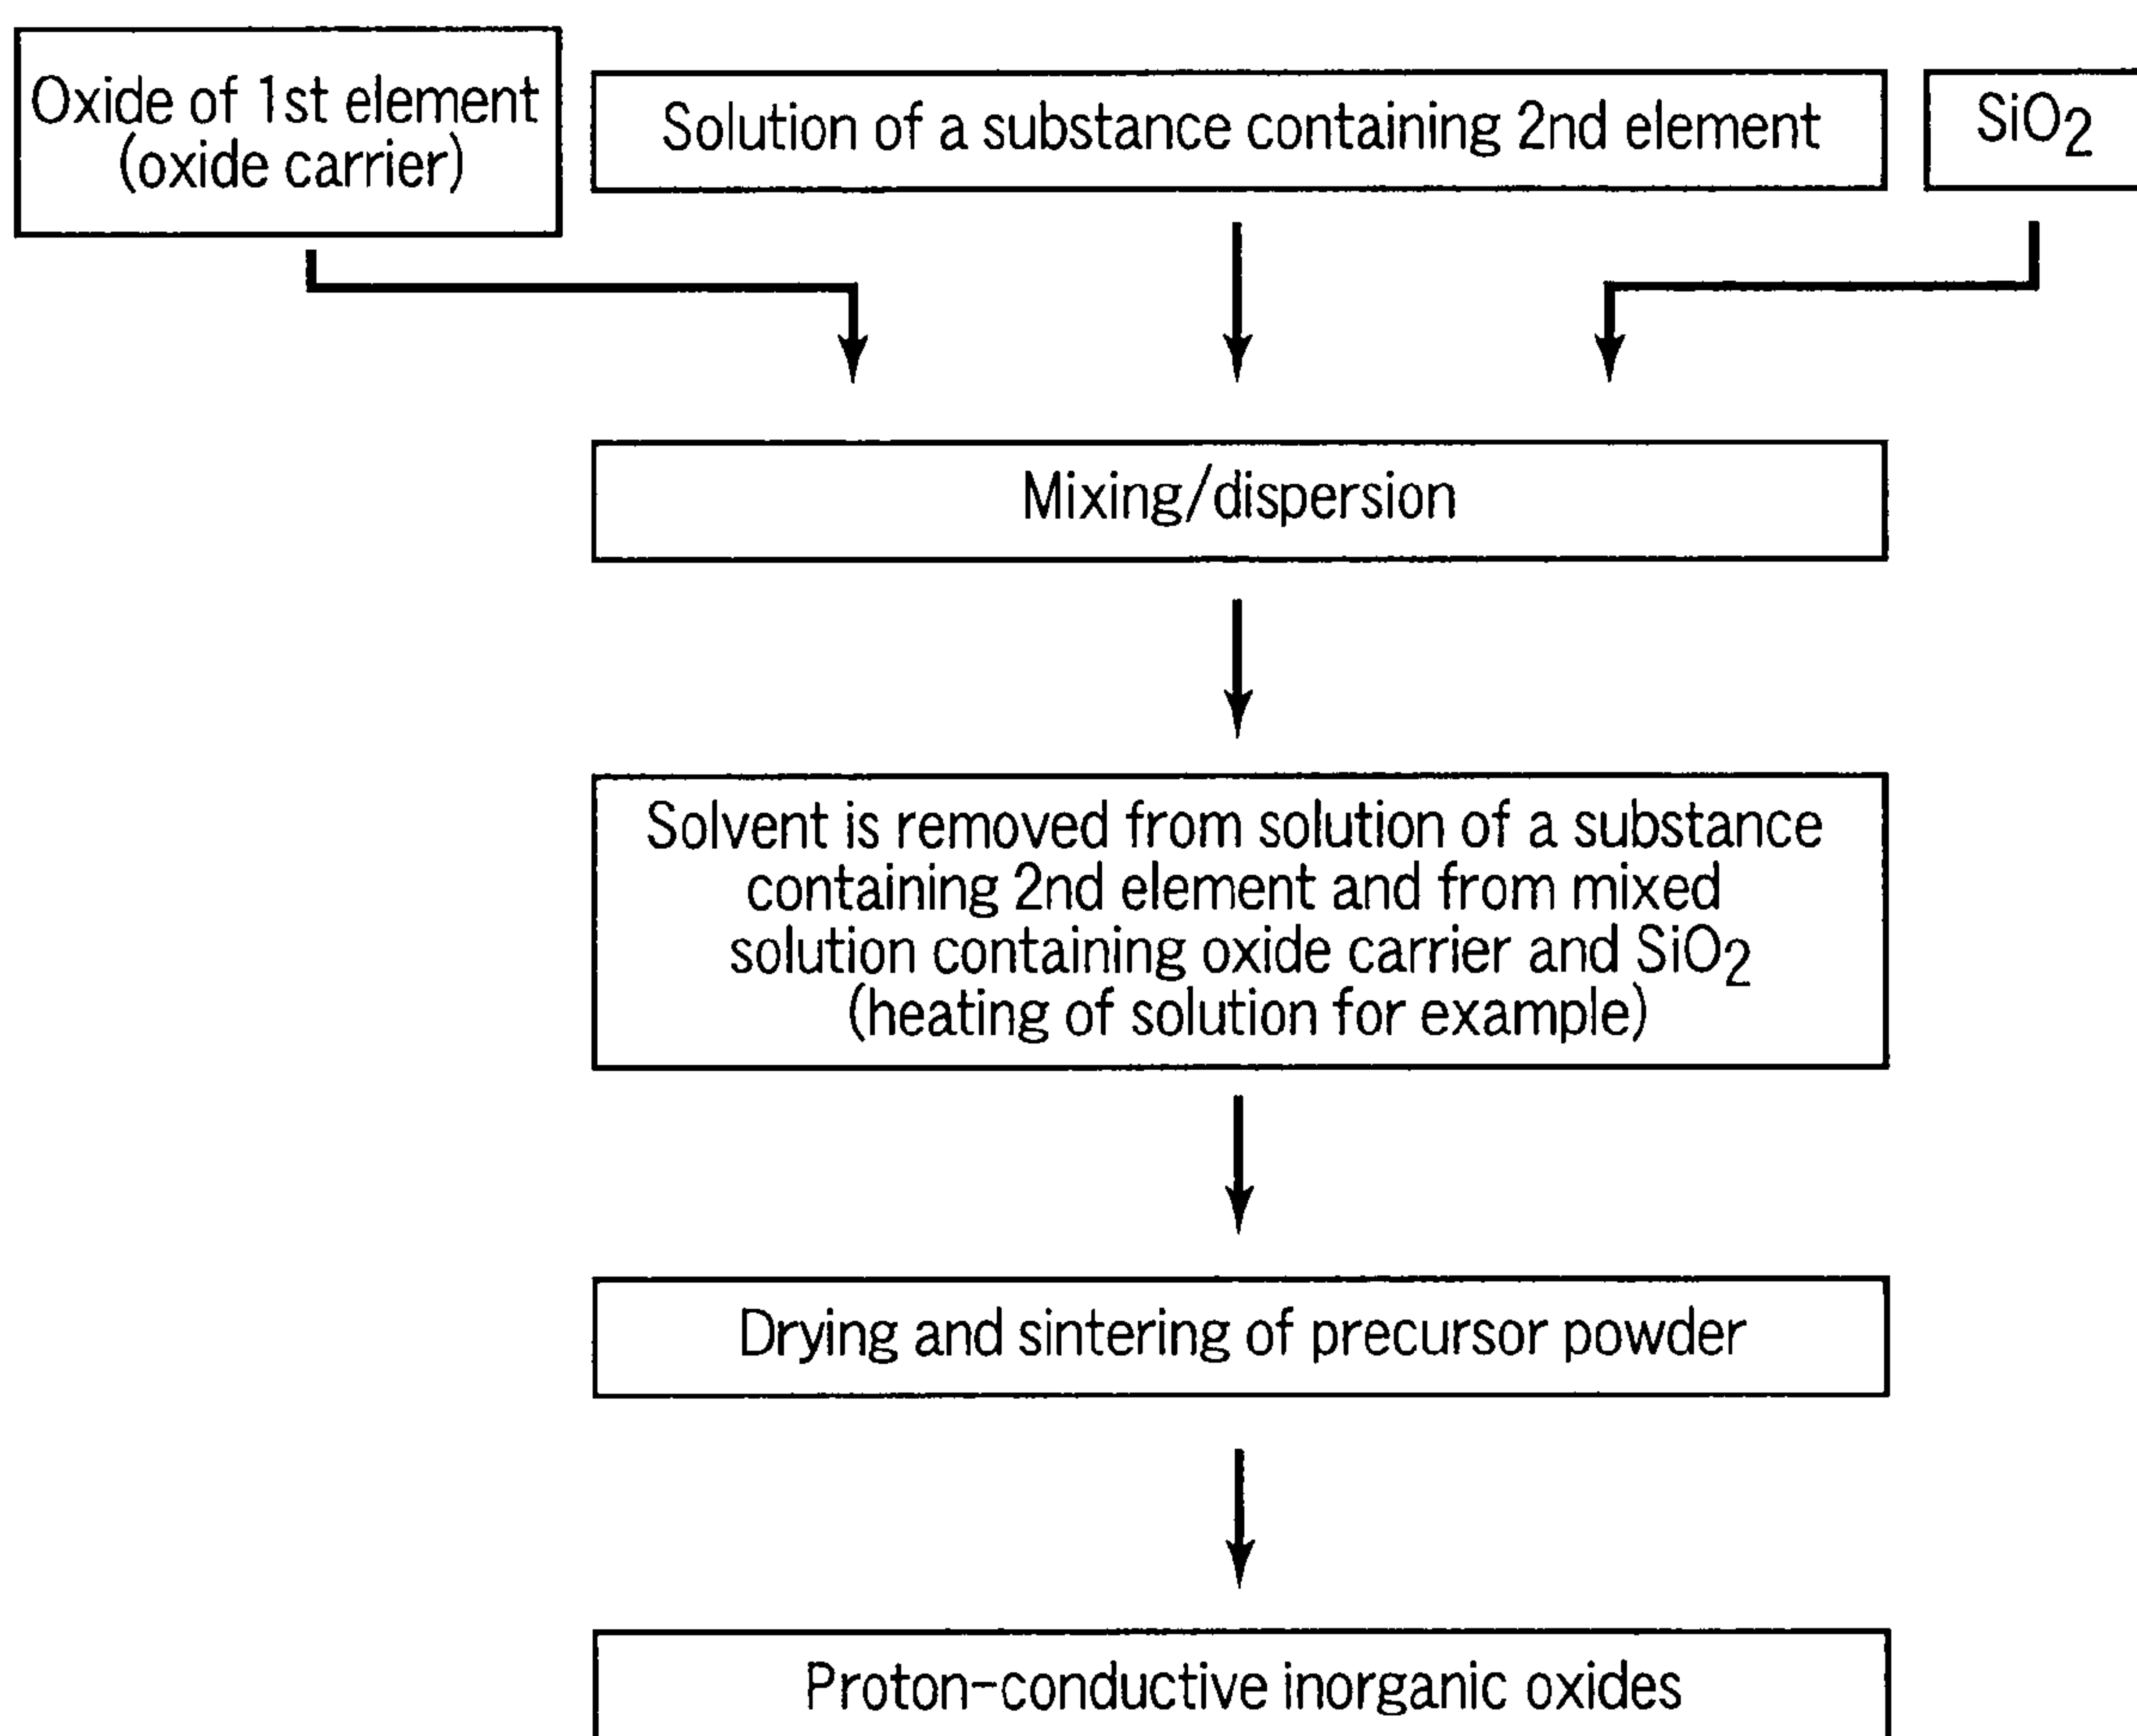 Oxide of 1st element
(oxide carrier)
Solution of a substance containing 2nd element
SiO₂
Mixing/dispersion
Solvent is removed from solution of a substance
containing 2nd element and from mixed
solution containing oxide carrier and SiO₂
(heating of solution for example)
Drying and sintering of precursor powder
Proton-conductive inorganic oxides